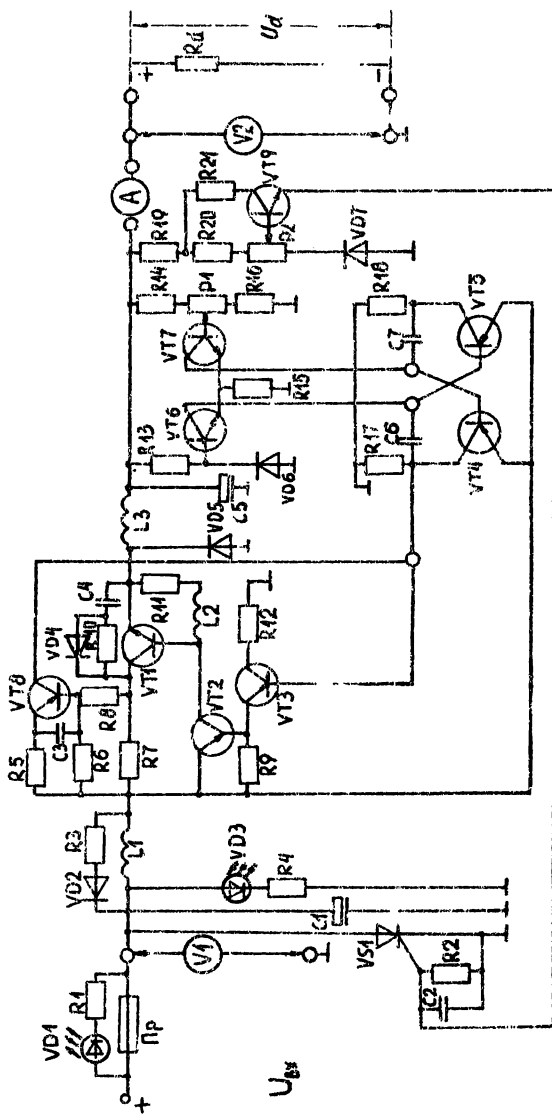 +
VD1
R1
Пр
Uвх
V1
VD2
R3
L1
VD3
R4
C1
VS1
C2
R2
R5
VT8
C3
R6
R8
R7
VD4
R10
C4
VT1
R11
L2
VT2
R9
VT3
R12
L3
VD5
C5
R13
VT6
VD6
VT7
R15
R14
P1
R16
R19
R20
R21
VT9
P2
VD7
R17
R18
C6
C7
VT4
VT5
A
V2
+
Rd
Ud
-